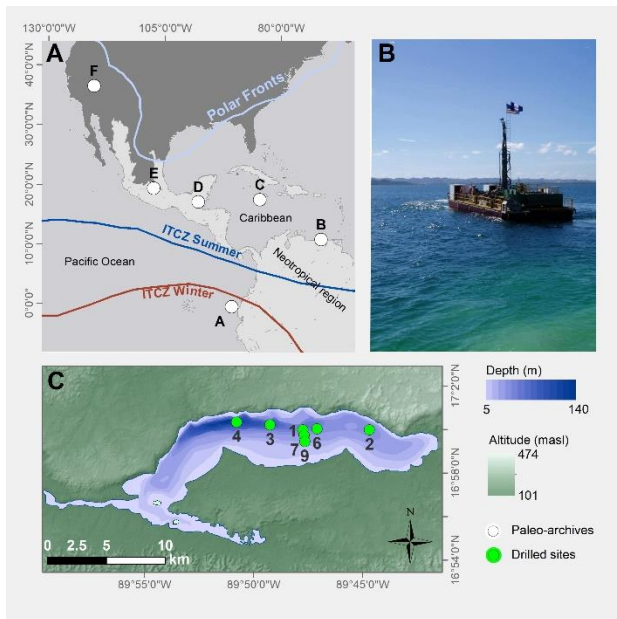 130°0'0"W 105°0'0"W 80°0'0"W
A
B
40°0'0"N
30°0'0"N
20°0'0"N
10°0'0"N
0°0'0"
F
Polar Fronts
E
D
C
Caribbean
B
ITCZ Summer
Pacific Ocean
Neotropical region
ITCZ Winter
A
C
4
3
1
7
9
6
2
0 2.5 5 10
km
N
17°2'0"N
16°58'0"N
16°54'0"N
89°55'0"W 89°50'0"W 89°45'0"W
Depth (m)
5 140
Altitude (masl)
474
101
Paleo-archives
Drilled sites